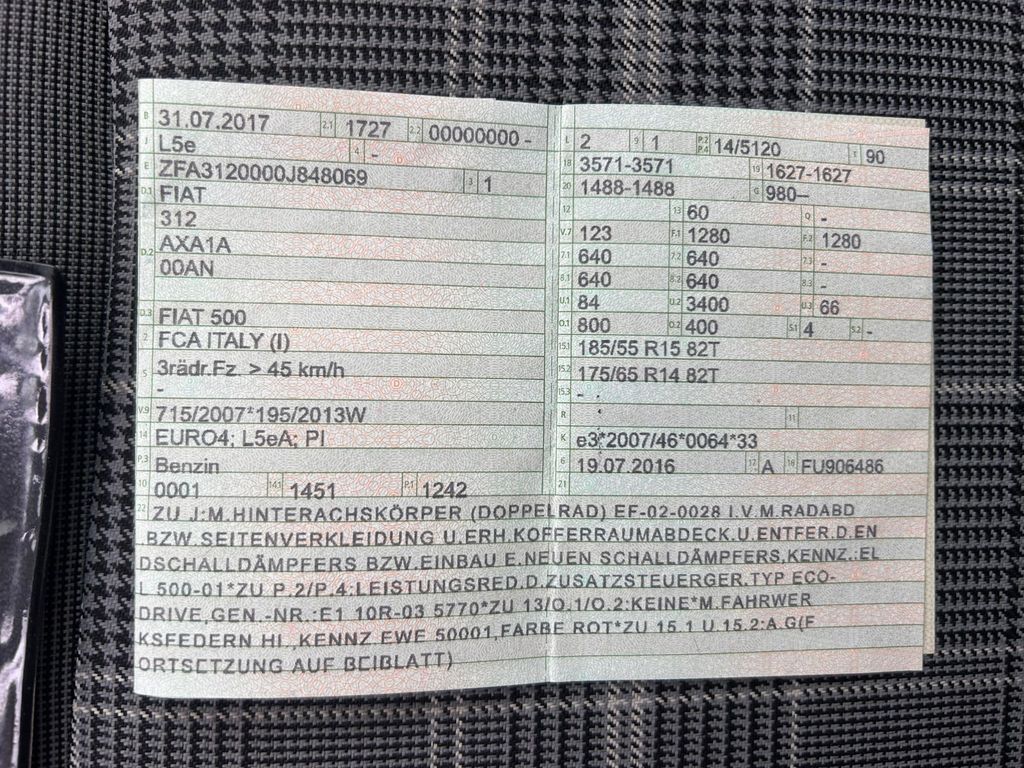 B 31.07.2017 2.1 1727 2.2 00000000 -
J L5e 4 -
E ZFA3120000J848069 3 1
D.1 FIAT
312
D.2 AXA1A
00AN
D.3 FIAT 500
2 FCA ITALY (I)
5 3rädr.Fz. > 45 km/h
-
V.9 715/2007*195/2013W
14 EURO4; L5eA; PI
P.3 Benzin
10 0001 14.1 1451 P.1 1242
L 2 9 1 P.2 P.4 14/5120 T 90
18 3571-3571 19 1627-1627
20 1488-1488 G 980–
12 13 60 Q -
V.7 123 F.1 1280 F.2 1280
7.1 640 7.2 640 7.3 -
8.1 640 8.2 640 8.3 -
U.1 84 U.2 3400 U.3 66
O.1 800 O.2 400 S.1 4 S.2 -
15.1 185/55 R15 82T
15.2 175/65 R14 82T
15.3 -
R 11
K e3*2007/46*0064*33
6 19.07.2016 17 A 16 FU906486
21
22 ZU J:M.HINTERACHSKÖRPER (DOPPELRAD) EF-02-0028 I.V.M.RADABD
.BZW.SEITENVERKLEIDUNG U.ERH.KOFFERRAUMABDECK.U.ENTFER.D.EN
DSCHALLDÄMPFERS BZW.EINBAU E.NEUEN SCHALLDÄMPFERS,KENNZ.:EL
L 500-01*ZU P.2/P.4:LEISTUNGSRED.D.ZUSATZSTEUERGER.TYP ECO-
DRIVE,GEN.-NR.:E1 10R-03 5770*ZU 13/O.1/O.2:KEINE*M.FAHRWER
KSFEDERN HI.,KENNZ.EWE 50001,FARBE ROT*ZU 15.1 U.15.2:A.G(F
ORTSETZUNG AUF BEIBLATT)